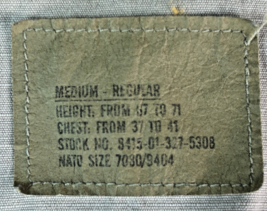 MEDIUM - REGULAR
HEIGHT: FROM 67 TO 71
CHEST: FROM 37 TO 41
STOCK NO. 8415-01-327-5308
NATO SIZE 7080/9404